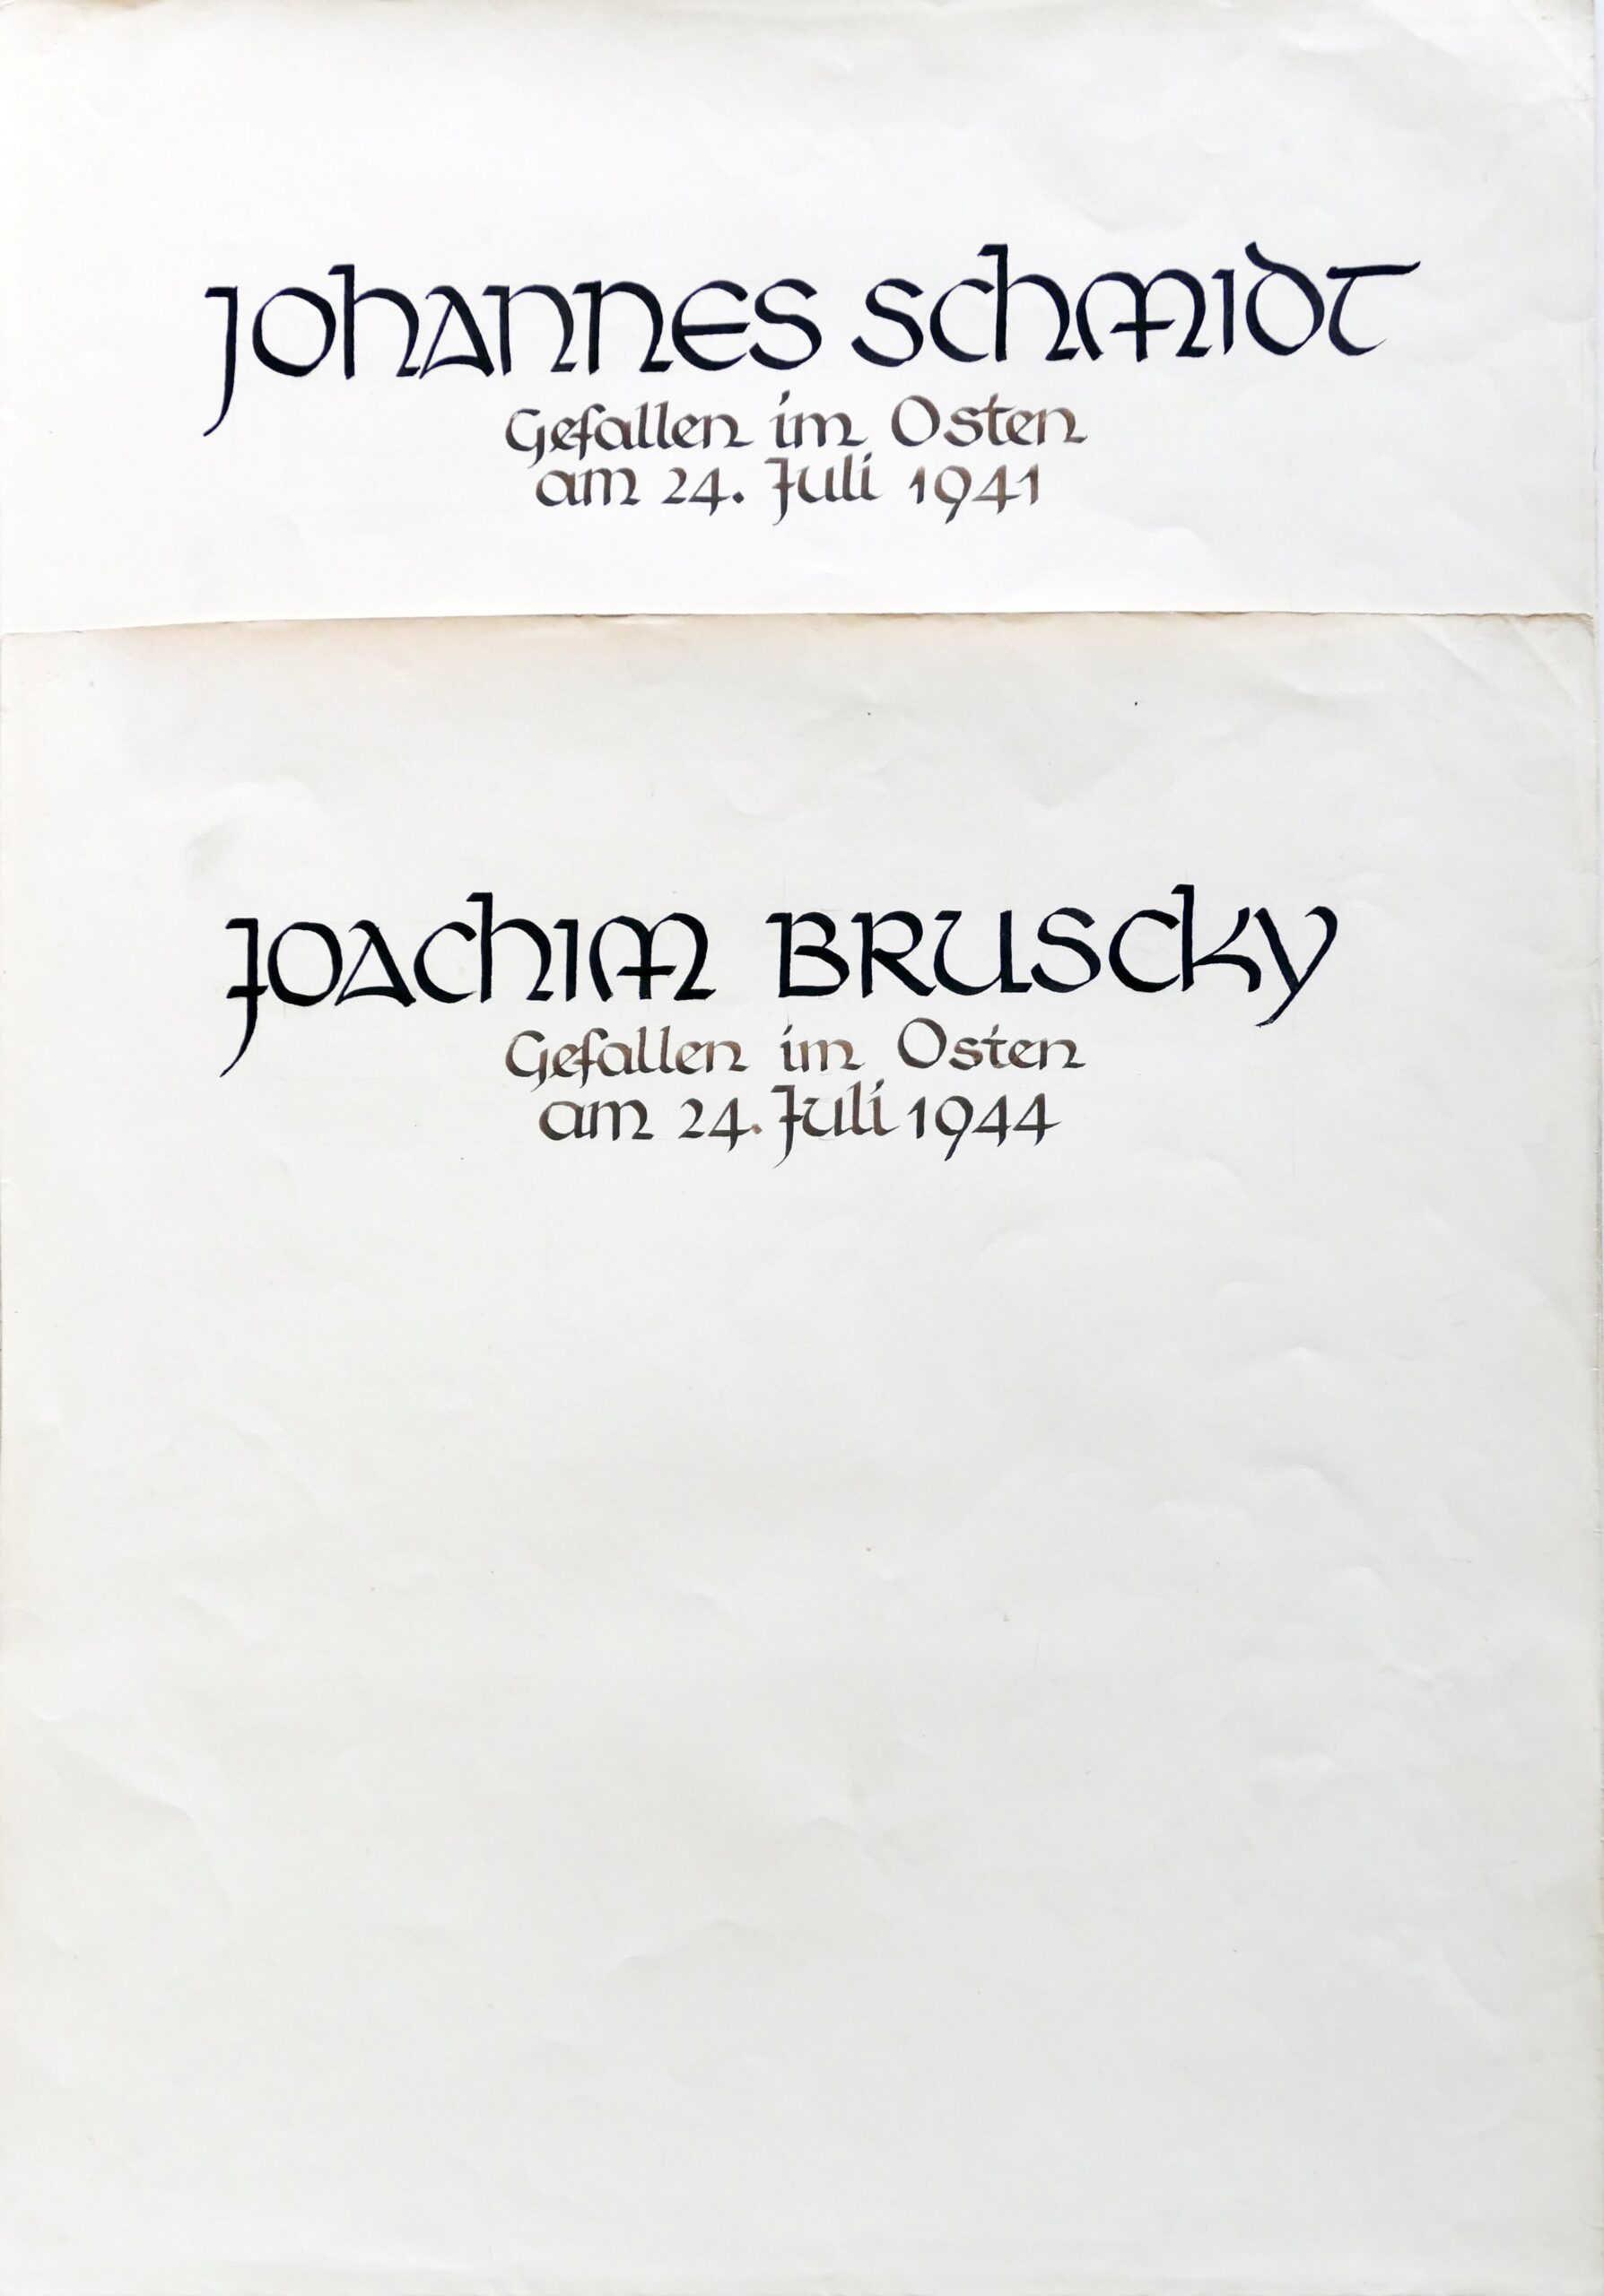 Johannes Schmidt
Gefallen im Osten
am 24. Juli 1941
Joachim Bruscky
Gefallen im Osten
am 24. Juli 1944